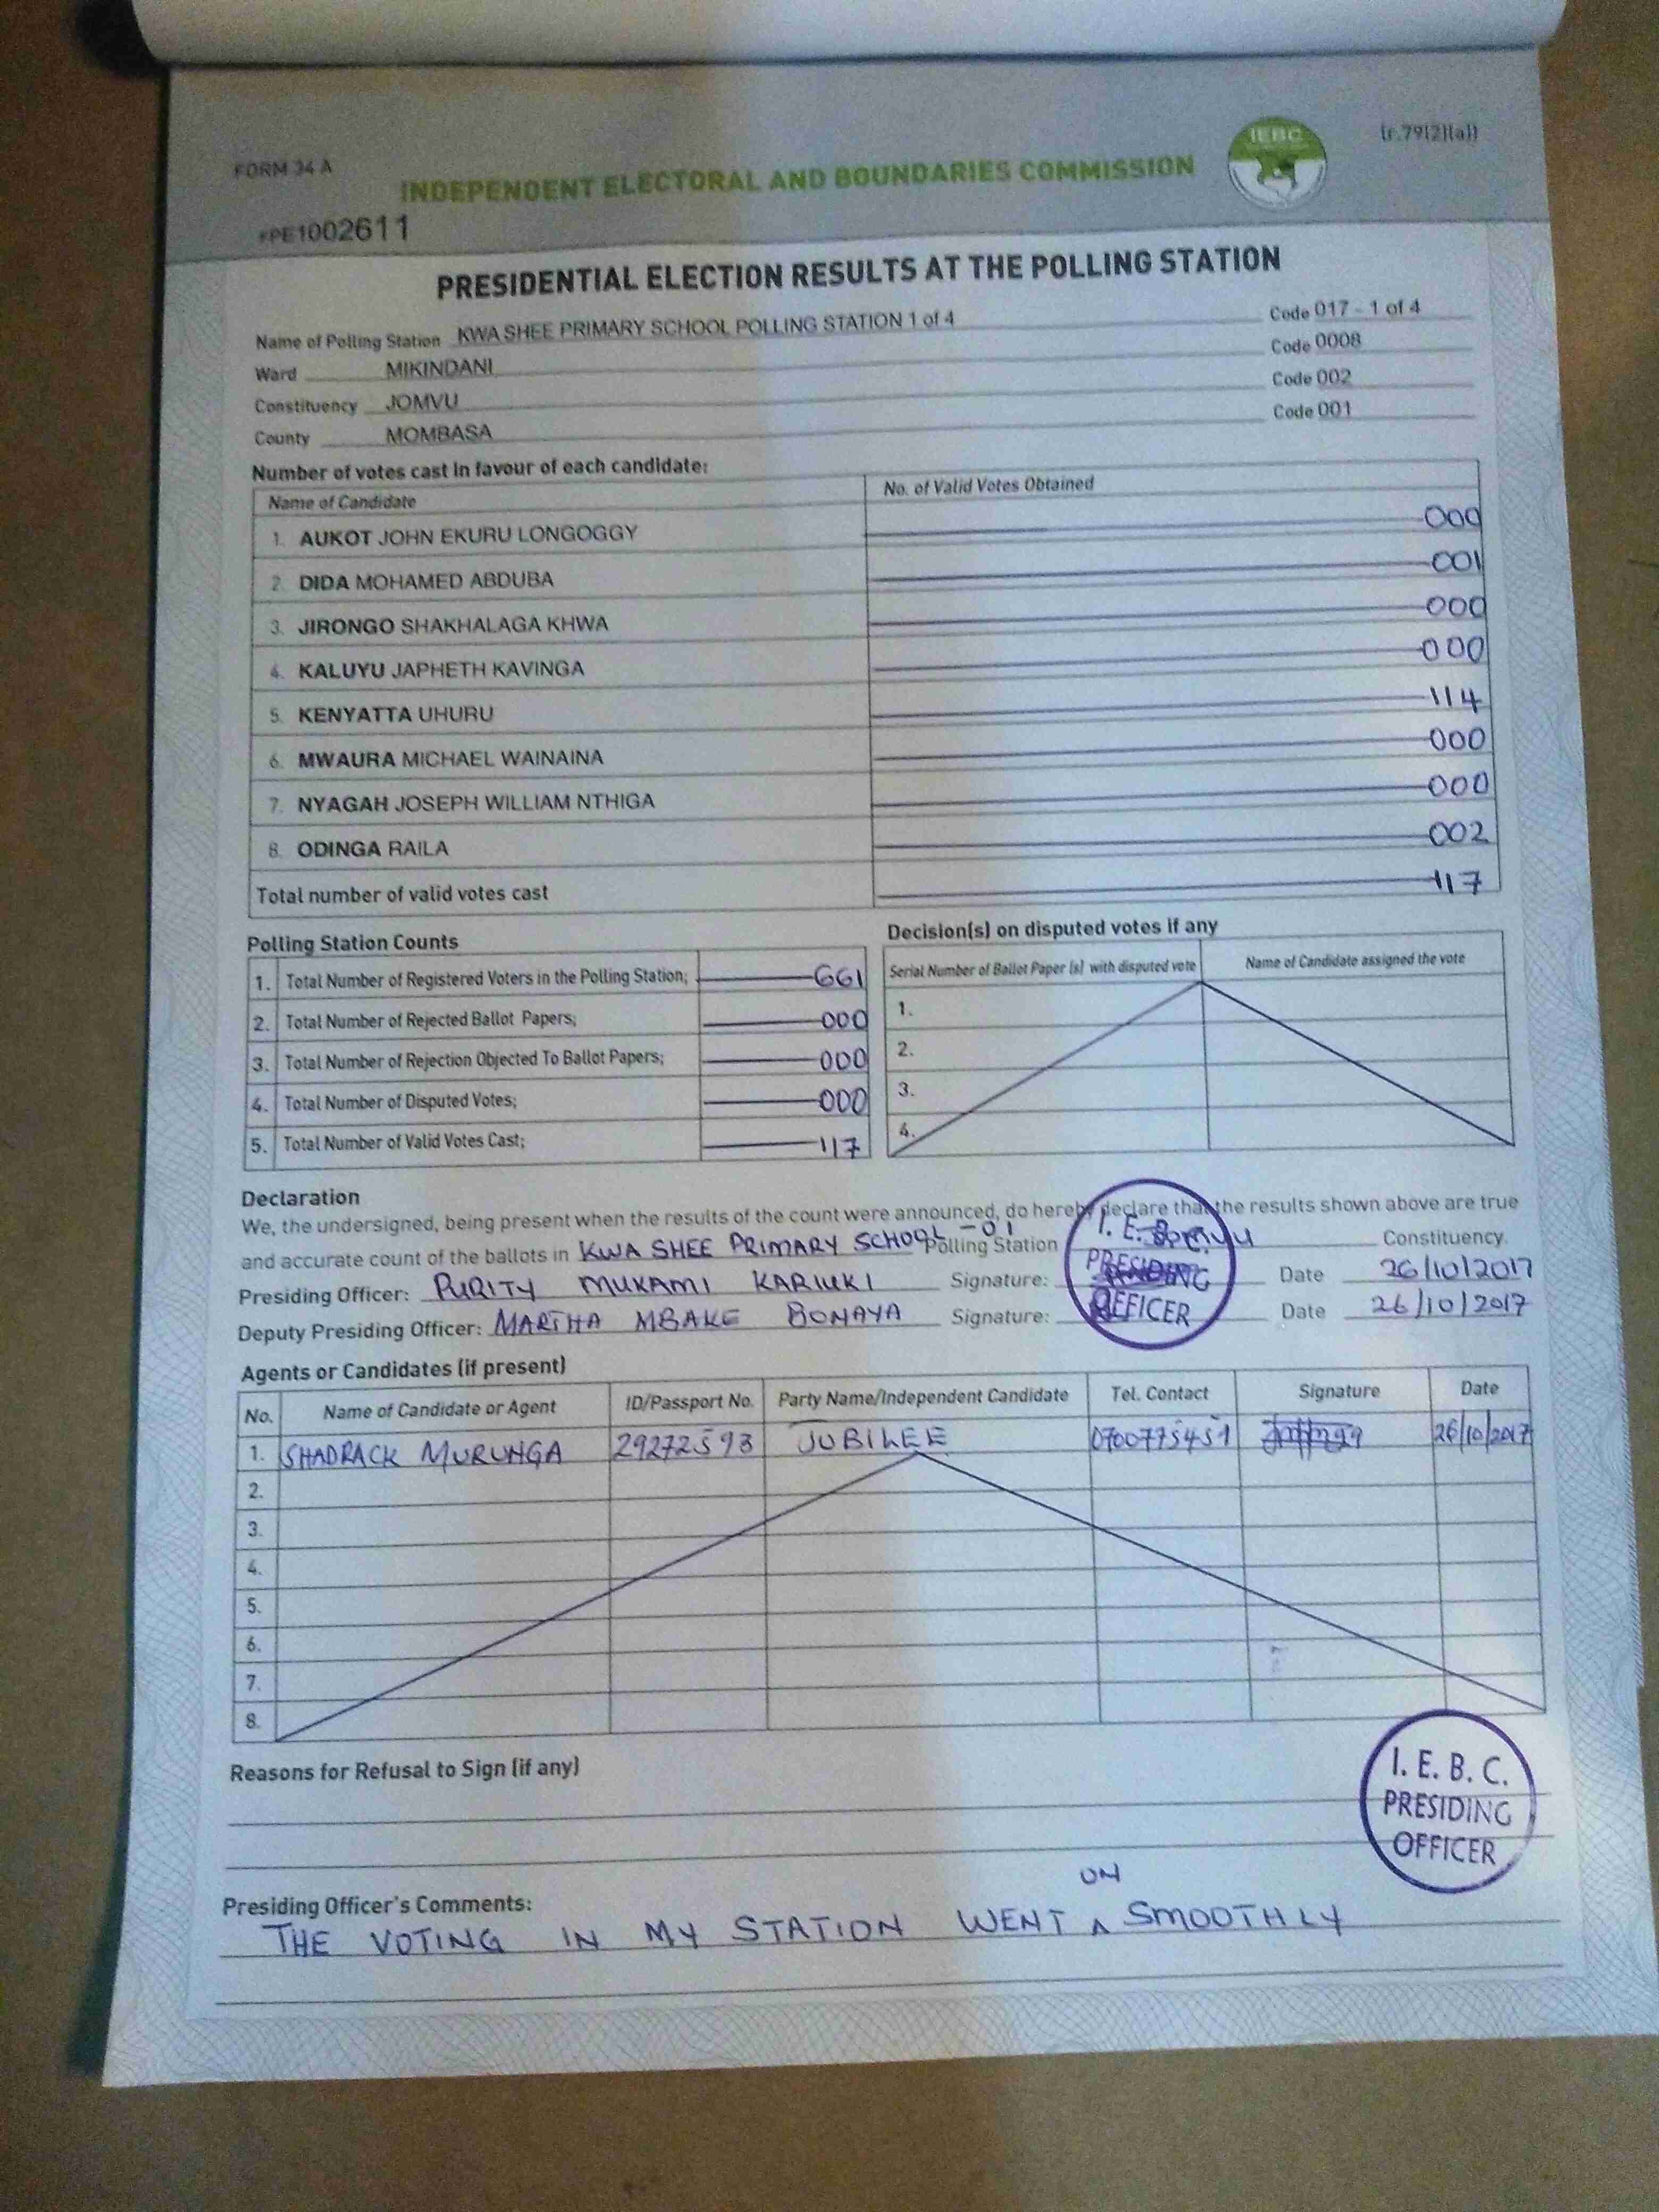 FORM 34 A
INDEPENDENT ELECTORAL AND BOUNDARIES COMMISSION
IEBC
(r.79(2)(a))
PE1002611
PRESIDENTIAL ELECTION RESULTS AT THE POLLING STATION
Name of Polling Station KWA SHEE PRIMARY SCHOOL POLLING STATION 1 of 4 Code 017 - 1 of 4
Ward MIKINDANI Code 0008
Constituency JOMVU Code 002
County MOMBASA Code 001
Number of votes cast in favour of each candidate:
Name of Candidate No. of Valid Votes Obtained
1. AUKOT JOHN EKURU LONGOGGY 000
2. DIDA MOHAMED ABDUBA 001
3. JIRONGO SHAKHALAGA KHWA 000
4. KALUYU JAPHETH KAVINGA 000
5. KENYATTA UHURU 114
6. MWAURA MICHAEL WAINAINA 000
7. NYAGAH JOSEPH WILLIAM NTHIGA 000
8. ODINGA RAILA 002
Total number of valid votes cast 117
Polling Station Counts
1. Total Number of Registered Voters in the Polling Station; 661
2. Total Number of Rejected Ballot Papers; 000
3. Total Number of Rejection Objected To Ballot Papers; 000
4. Total Number of Disputed Votes; 000
5. Total Number of Valid Votes Cast; 117
Decision(s) on disputed votes if any
Serial Number of Ballot Paper (s) with disputed vote Name of Candidate assigned the vote
1.
2.
3.
4.
Declaration
We, the undersigned, being present when the results of the count were announced, do hereby declare that the results shown above are true
and accurate count of the ballots in KWA SHEE PRIMARY SCHOOL - 01 Polling Station Constituency.
Presiding Officer: PURITY MUKAMI KARIUKI Signature: Date 26/10/2017
Deputy Presiding Officer: MARTHA MBAKE BONAYA Signature: Date 26/10/2017
PRESIDING
OFFICER
Agents or Candidates (if present)
No. Name of Candidate or Agent ID/Passport No. Party Name/Independent Candidate Tel. Contact Signature Date
1. SHADRACK MURUNGA 29272593 JUBILEE 0700775451 26/10/2017
2.
3.
4.
5.
6.
7.
8.
Reasons for Refusal to Sign (if any)
I. E. B. C.
PRESIDING
OFFICER
Presiding Officer's Comments:
THE VOTING IN MY STATION WENT ON SMOOTHLY